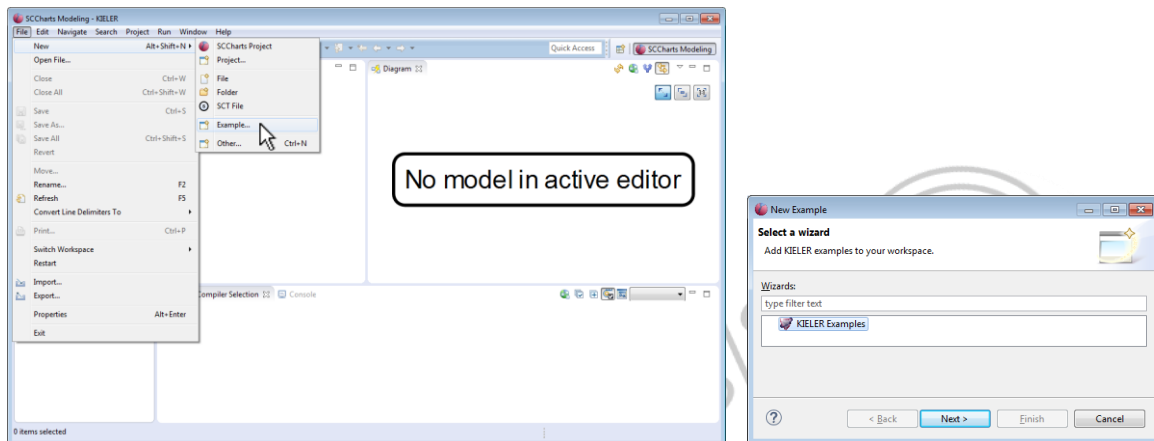 SCCharts Modeling - KIELER
File Edit Navigate Search Project Run Window Help
New Alt+Shift+N
Open File...
Close Ctrl+W
Close All Ctrl+Shift+W
Save Ctrl+S
Save As...
Save All Ctrl+Shift+S
Revert
Move...
Rename... F2
Refresh F5
Convert Line Delimiters To
Print... Ctrl+P
Switch Workspace
Restart
Import...
Export...
Properties Alt+Enter
Exit
SCCharts Project
Project...
File
Folder
SCT File
Example...
Other... Ctrl+N
Quick Access
SCCharts Modeling
Diagram
No model in active editor
Compiler Selection
Console
0 items selected
New Example
Select a wizard
Add KIELER examples to your workspace.
Wizards:
type filter text
KIELER Examples
< Back
Next >
Finish
Cancel